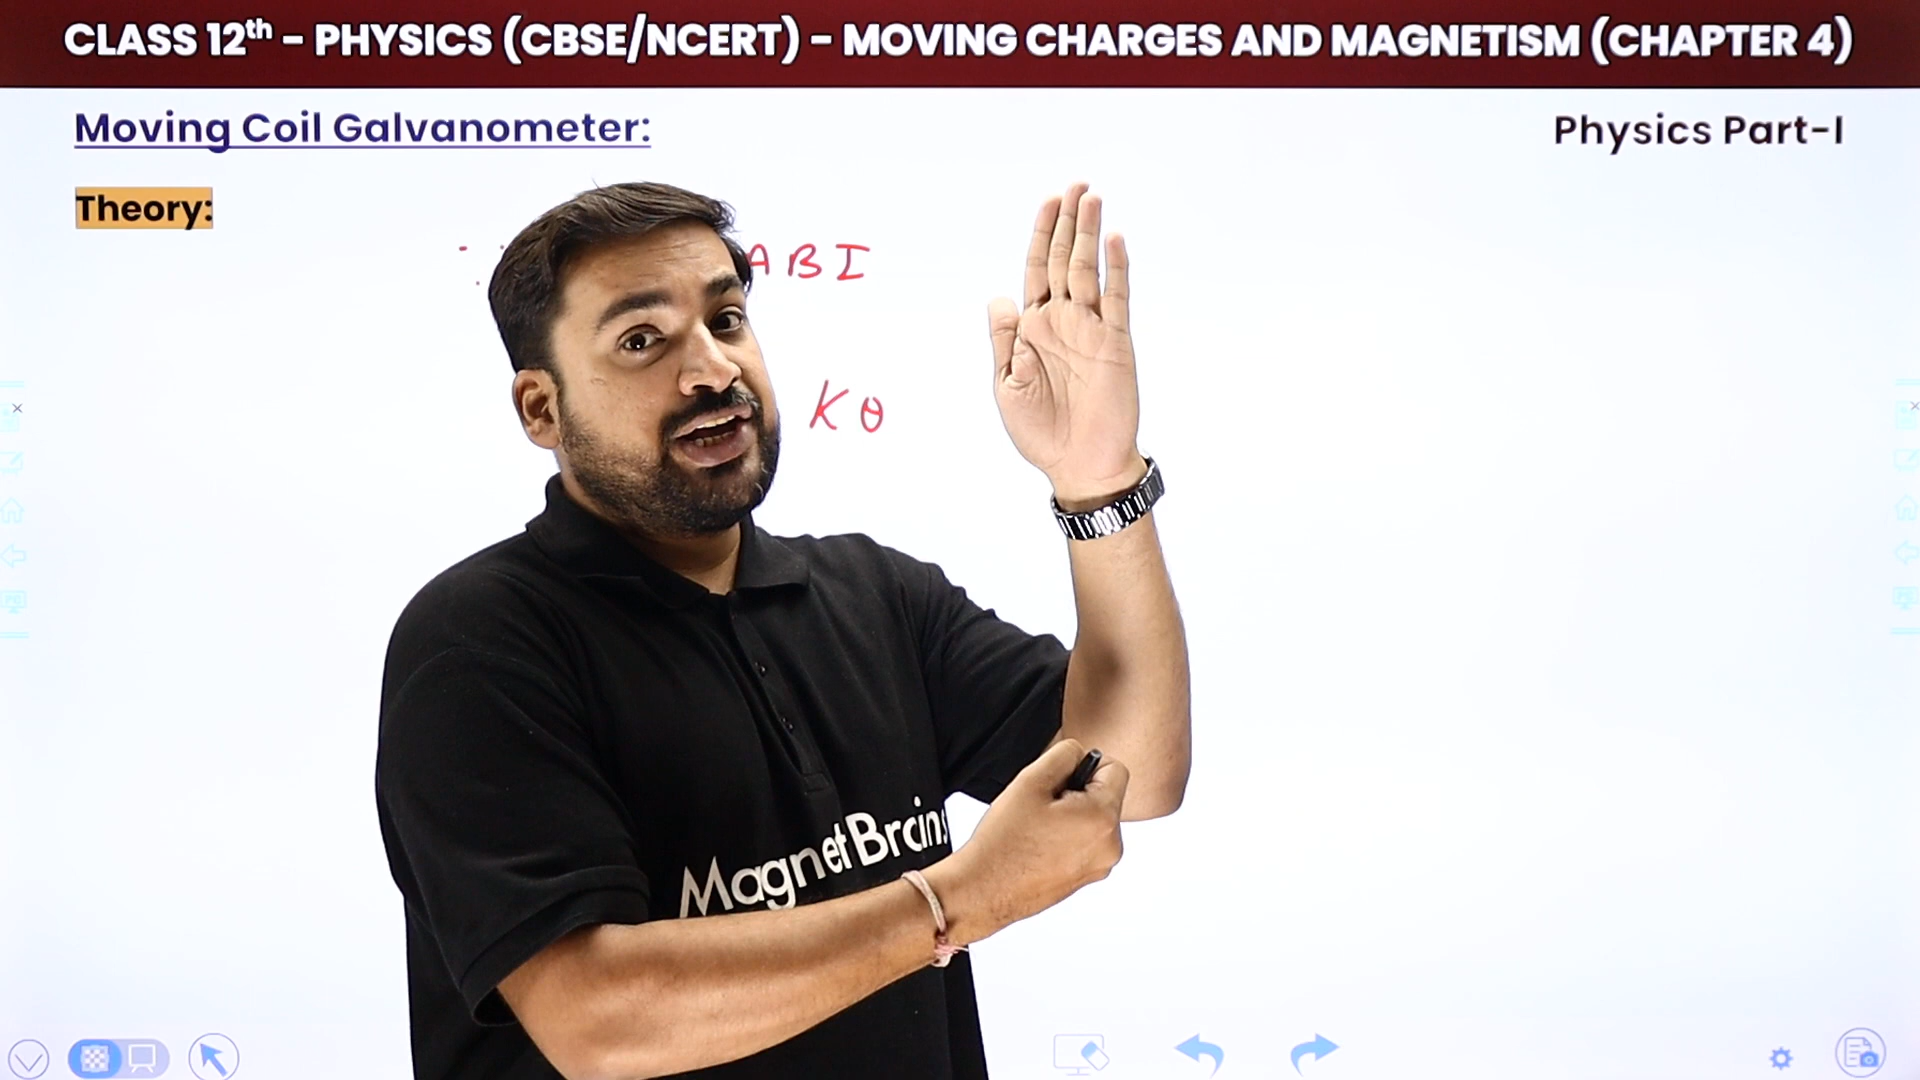 CLASS 12th - PHYSICS (CBSE/NCERT) - MOVING CHARGES AND MAGNETISM (CHAPTER 4)
Moving Coil Galvanometer:
Physics Part-I
Theory:
ABI
Kθ
MagnetBrains